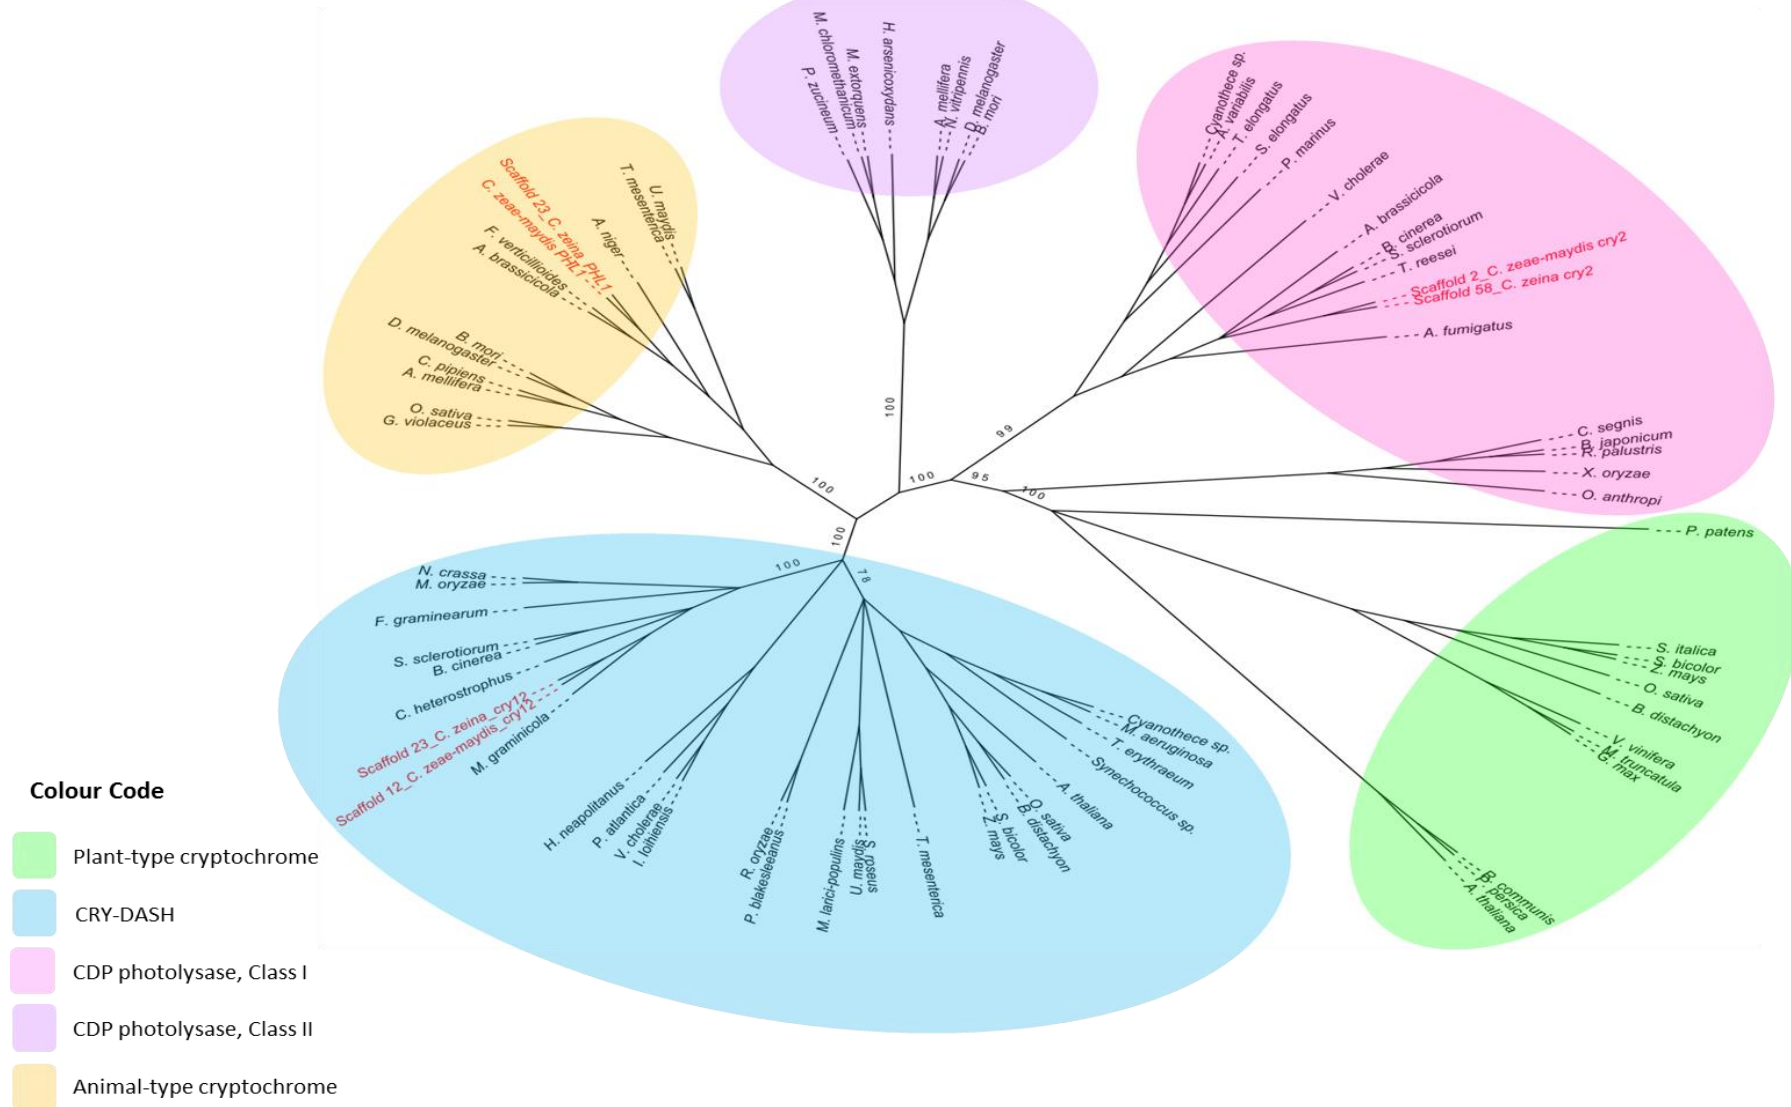 P. zucineum
M. chloromethanicum
M. extorquens
H. arsenicoxydans
A. mellifera
N. vitripennis
D. melanogaster
B. mori
Cyanothece sp.
A. variabilis
T. elongatus
S. elongatus
P. marinus
V. cholerae
A. brassicicola
B. cinerea
S. sclerotiorum
T. reesei
Scaffold 2_C. zeae-maydis cry2
Scaffold 58_C. zeina cry2
A. fumigatus
C. segnis
B. japonicum
R. palustris
X. oryzae
O. anthropi
P. patens
S. italica
S. bicolor
Z. mays
O. sativa
B. distachyon
V. vinifera
M. truncatula
G. max
R. communis
P. persica
A. thaliana
U. maydis
T. mesenterica
A. niger
Scaffold 23_C. zeina_PHL1
C. zeae-maydis PHL1
F. verticillioides
A. brassicicola
B. mori
D. melanogaster
C. pipiens
A. mellifera
O. sativa
G. violaceus
100
99
100
95
100
100
100
100
78
N. crassa
M. oryzae
F. graminearum
S. sclerotiorum
B. cinerea
C. heterostrophus
Scaffold 23_C. zeina_cry12
Scaffold 12_C. zeae-maydis_cry12
M. graminicola
H. neapolitanus
P. atlantica
V. cholerae
I. loihiensis
R. oryzae
P. blakesleeanus
M. larici-populins
U. maydis
S. roseus
T. mesenterica
Z. mays
S. bicolor
B. distachyon
O. sativa
A. thaliana
Synechococcus sp.
T. erythraeum
M. aeruginosa
Cyanothece sp.
Colour Code
Plant-type cryptochrome
CRY-DASH
CDP photolysase, Class I
CDP photolysase, Class II
Animal-type cryptochrome